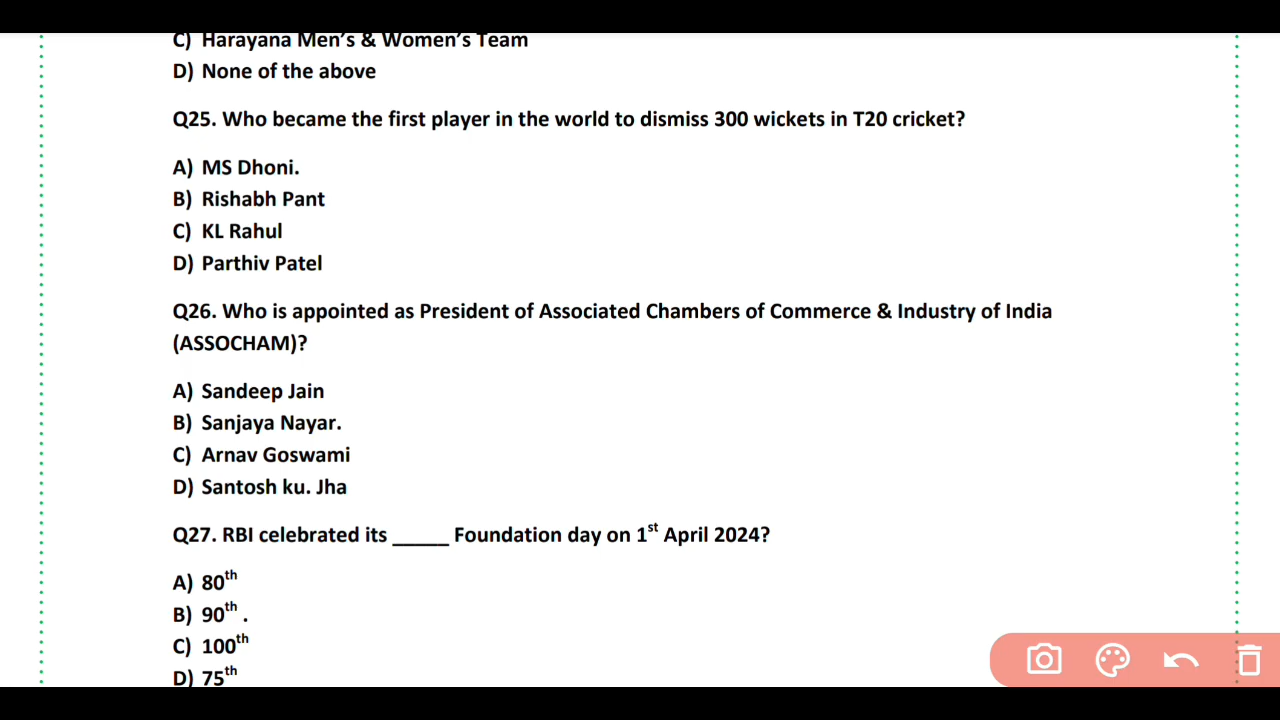 C) Harayana Men’s & Women’s Team
D) None of the above
Q25. Who became the first player in the world to dismiss 300 wickets in T20 cricket?
A) MS Dhoni.
B) Rishabh Pant
C) KL Rahul
D) Parthiv Patel
Q26. Who is appointed as President of Associated Chambers of Commerce & Industry of India
(ASSOCHAM)?
A) Sandeep Jain
B) Sanjaya Nayar.
C) Arnav Goswami
D) Santosh ku. Jha
Q27. RBI celebrated its _____ Foundation day on 1st April 2024?
A) 80th
B) 90th .
C) 100th
D) 75th